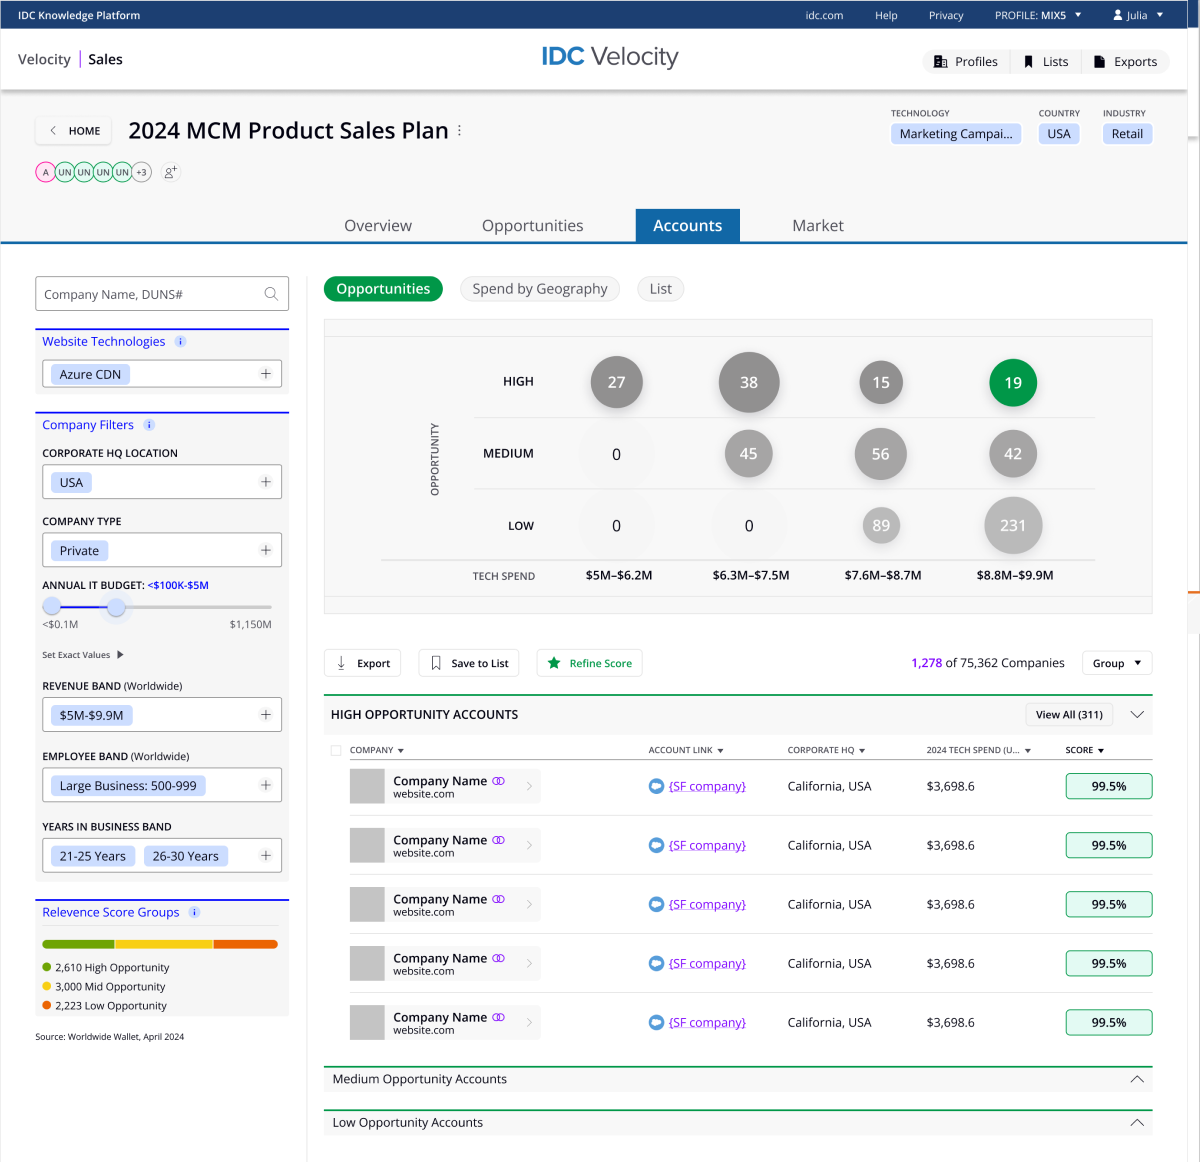 IDC Knowledge Platform
idc.com Help Privacy PROFILE: MIX5 Julia
Velocity | Sales
IDC Velocity
Profiles Lists Exports
HOME
2024 MCM Product Sales Plan
TECHNOLOGY COUNTRY INDUSTRY
Marketing Campai... USA Retail
A UN UN UN UN +3
Overview Opportunities Accounts Market
Company Name, DUNS#
Website Technologies
Azure CDN
Company Filters
CORPORATE HQ LOCATION
USA
COMPANY TYPE
Private
ANNUAL IT BUDGET: <$100K-$5M
<$0.1M $1,150M
Set Exact Values
REVENUE BAND (Worldwide)
$5M-$9.9M
EMPLOYEE BAND (Worldwide)
Large Business: 500-999
YEARS IN BUSINESS BAND
21-25 Years 26-30 Years
Relevence Score Groups
2,610 High Opportunity
3,000 Mid Opportunity
2,223 Low Opportunity
Source: Worldwide Wallet, April 2024
Opportunities Spend by Geography List
OPPORTUNITY
HIGH 27 38 15 19
MEDIUM 0 45 56 42
LOW 0 0 89 231
TECH SPEND $5M–$6.2M $6.3M–$7.5M $7.6M–$8.7M $8.8M–$9.9M
Export Save to List Refine Score
1,278 of 75,362 Companies Group
HIGH OPPORTUNITY ACCOUNTS View All (311)
COMPANY ACCOUNT LINK CORPORATE HQ 2024 TECH SPEND (U... SCORE
Company Name
website.com
{SF company} California, USA $3,698.6 99.5%
Company Name
website.com
{SF company} California, USA $3,698.6 99.5%
Company Name
website.com
{SF company} California, USA $3,698.6 99.5%
Company Name
website.com
{SF company} California, USA $3,698.6 99.5%
Company Name
website.com
{SF company} California, USA $3,698.6 99.5%
Medium Opportunity Accounts
Low Opportunity Accounts